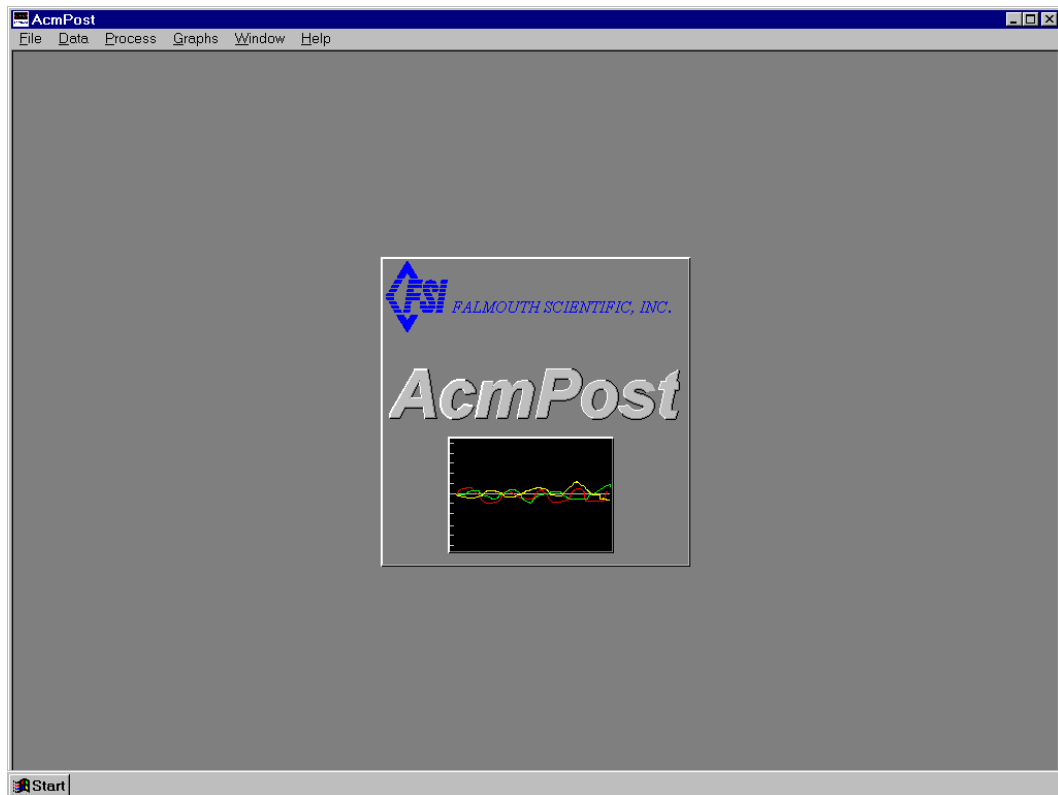 AcmPost
File Data Process Graphs Window Help
FSI FALMOUTH SCIENTIFIC, INC.
AcmPost
Start